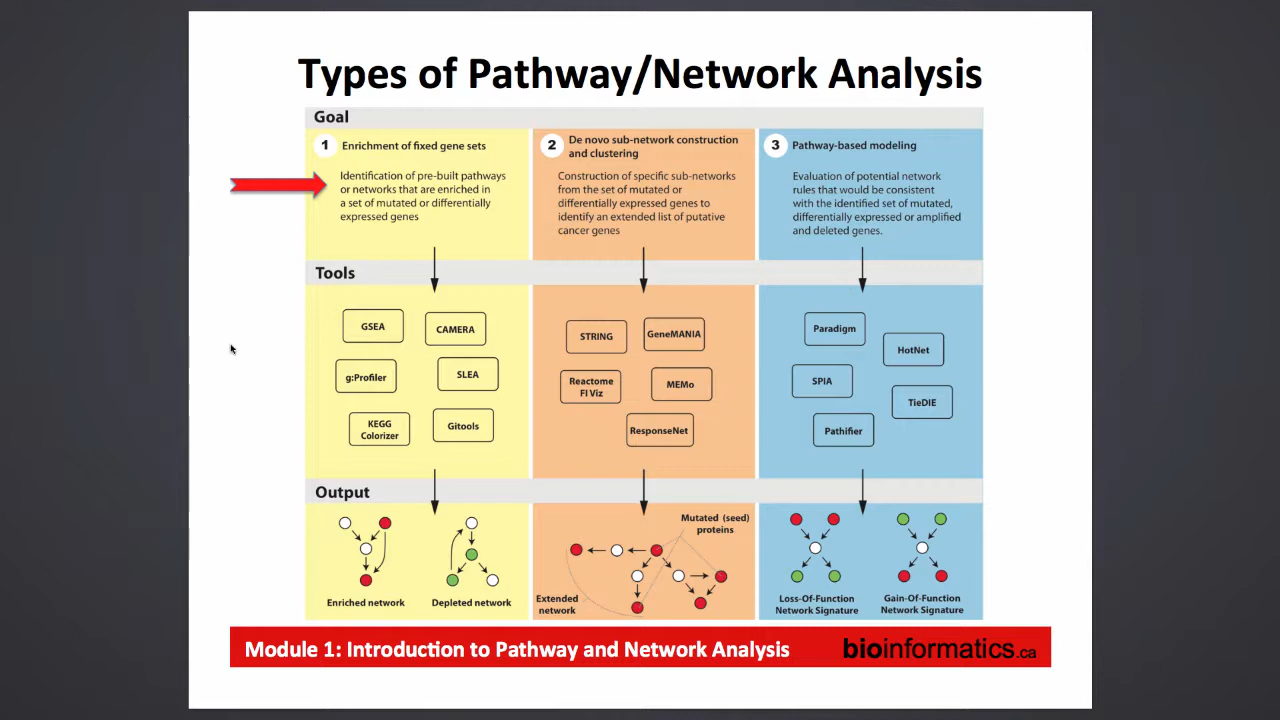 Types of Pathway/Network Analysis
Goal
1 Enrichment of fixed gene sets
Identification of pre-built pathways
or networks that are enriched in
a set of mutated or differentially
expressed genes
2 De novo sub-network construction
and clustering
Construction of specific sub-networks
from the set of mutated or
differentially expressed genes to
identify an extended list of putative
cancer genes
3 Pathway-based modeling
Evaluation of potential network
rules that would be consistent
with the identified set of mutated,
differentially expressed or amplified
and deleted genes.
Tools
GSEA
CAMERA
g:Profiler
SLEA
KEGG
Colorizer
Gitools
STRING
GeneMANIA
Reactome
FI Viz
MEMo
ResponseNet
Paradigm
HotNet
SPIA
TieDIE
Pathifier
Output
Enriched network
Depleted network
Mutated (seed)
proteins
Extended
network
Loss-Of-Function
Network Signature
Gain-Of-Function
Network Signature
Module 1: Introduction to Pathway and Network Analysis
bioinformatics.ca